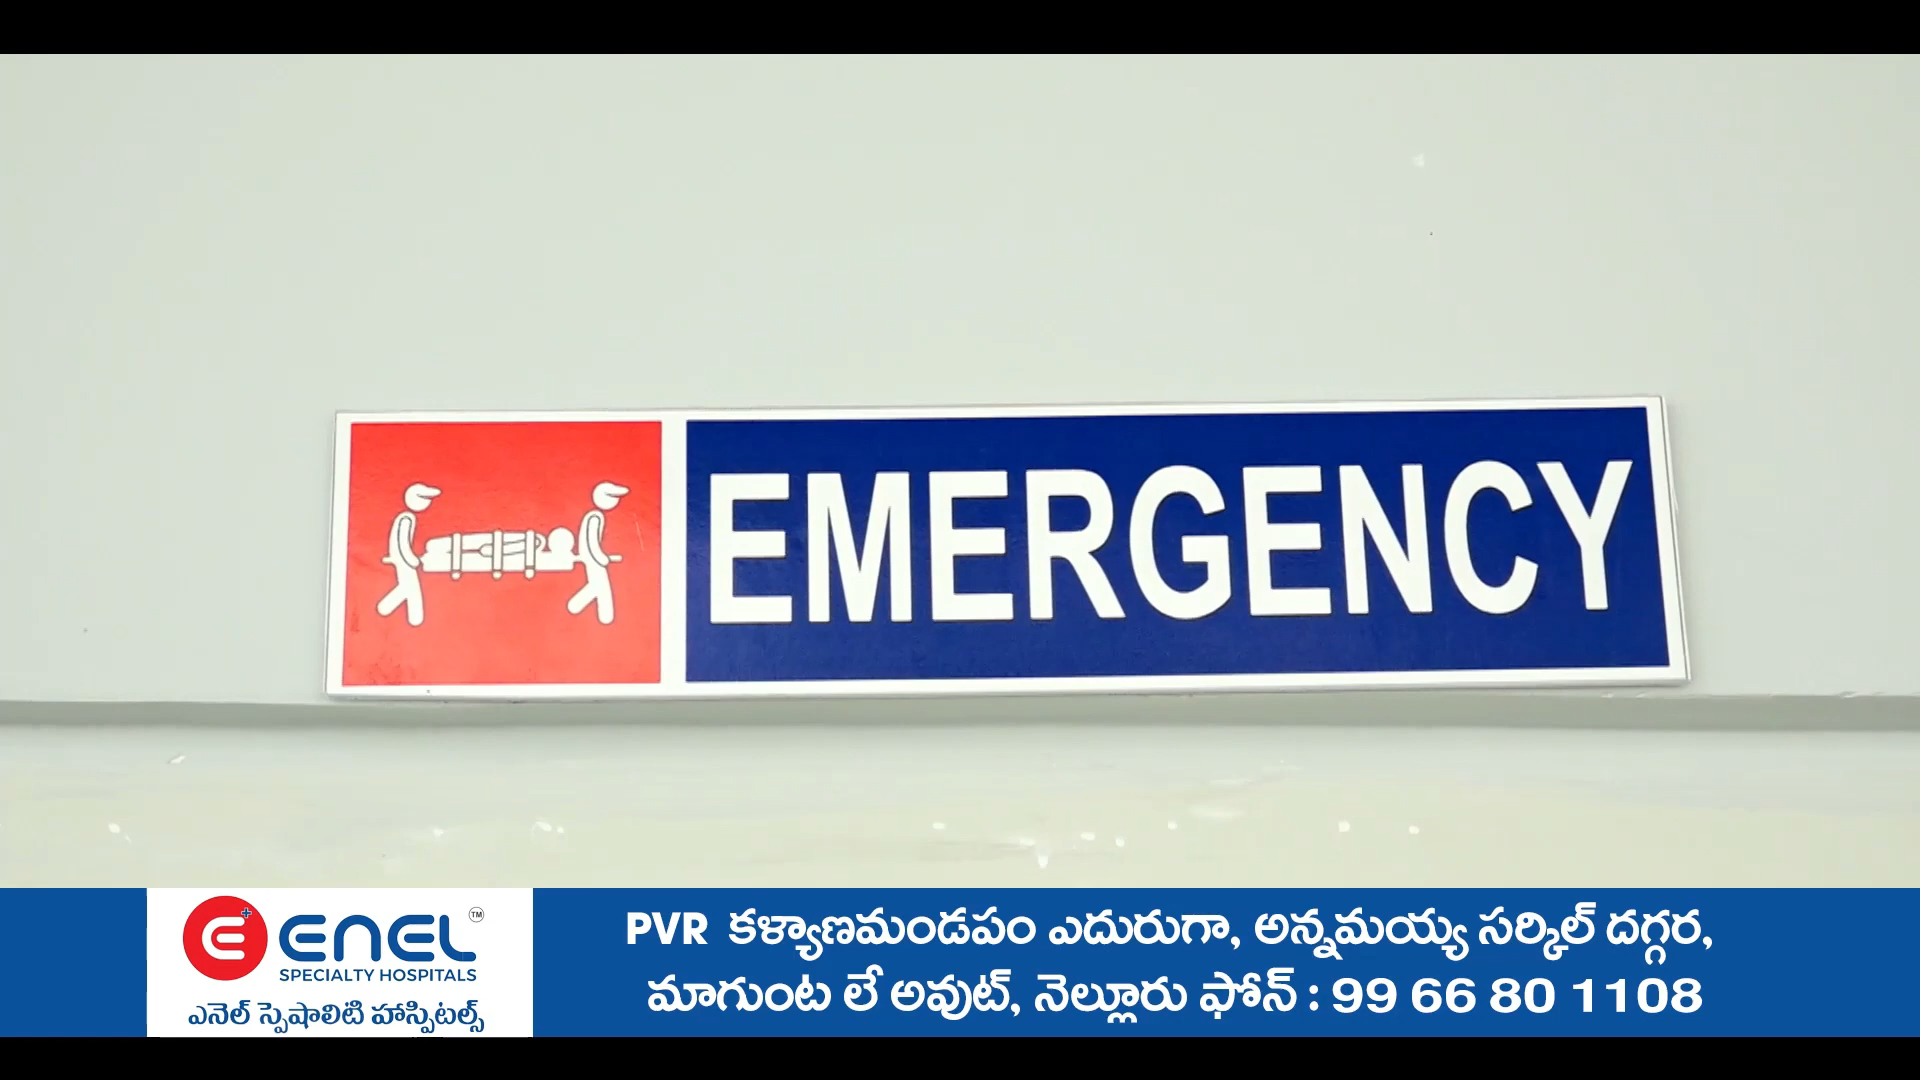 EMERGENCY
ENEL TM
SPECIALTY HOSPITALS
ఎనెల్ స్పెషాలిటి హాస్పిటల్స్
PVR కళ్యాణమండపం ఎదురుగా, అన్నమయ్య సర్కిల్ దగ్గర,
మాగుంట లే అవుట్, నెల్లూరు ఫోన్ : 99 66 80 1108